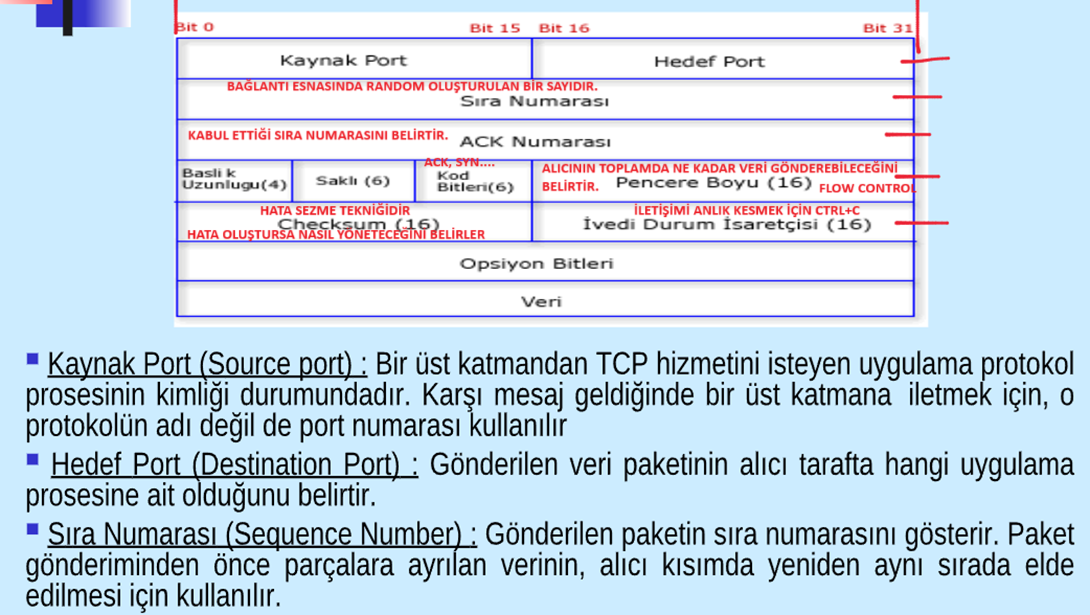 Bit 0 Bit 15 Bit 16 Bit 31
Kaynak Port Hedef Port
BAĞLANTI ESNASINDA RANDOM OLUŞTURULAN BİR SAYIDIR.
Sıra Numarası
KABUL ETTİĞİ SIRA NUMARASINI BELİRTİR. ACK Numarası
Basli k
Uzunlugu(4)
Saklı (6)
ACK, SYN....
Kod
Bitleri(6)
ALICININ TOPLAMDA NE KADAR VERİ GÖNDEREBİLECEĞİNİ
BELİRTİR. Pencere Boyu (16) FLOW CONTROL
HATA SEZME TEKNİĞİDİR
Checksum (16)
HATA OLUŞTURSA NASIL YÖNETECEĞİNİ BELİRLER
İLETİŞİMİ ANLIK KESMEK İÇİN CTRL+C
İvedi Durum İsaretçisi (16)
Opsiyon Bitleri
Veri
Kaynak Port (Source port) : Bir üst katmandan TCP hizmetini isteyen uygulama protokol
prosesinin kimliği durumundadır. Karşı mesaj geldiğinde bir üst katmana iletmek için, o
protokolün adı değil de port numarası kullanılır
Hedef Port (Destination Port) : Gönderilen veri paketinin alıcı tarafta hangi uygulama
prosesine ait olduğunu belirtir.
Sıra Numarası (Sequence Number) : Gönderilen paketin sıra numarasını gösterir. Paket
gönderiminden önce parçalara ayrılan verinin, alıcı kısımda yeniden aynı sırada elde
edilmesi için kullanılır.